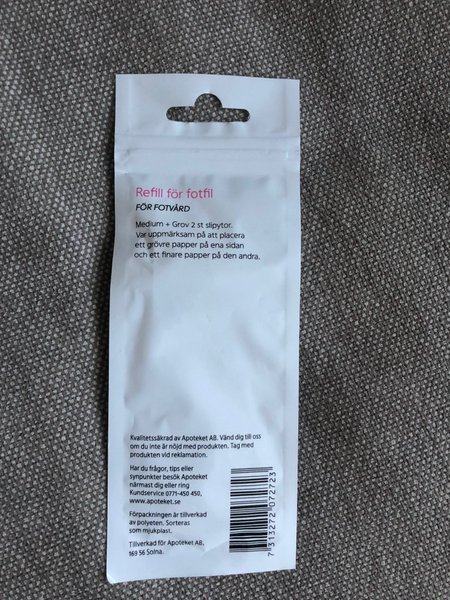 Refill för fotfil
FÖR FOTVÅRD
Medium + Grov 2 st slipytor.
Var uppmärksam på att placera
ett grövre papper på ena sidan
och ett finare papper på den andra.
Kvalitetssäkrad av Apoteket AB. Vänd dig till oss
om du inte är nöjd med produkten. Tag med
produkten vid reklamation.
Har du frågor, tips eller
synpunkter besök Apoteket
närmast dig eller ring
Kundservice 0771-450 450,
www.apoteket.se
Förpackningen är tillverkad
av polyeten. Sorteras
som mjukplast.
Tillverkad för Apoteket AB,
169 56 Solna.
7 313272 072723